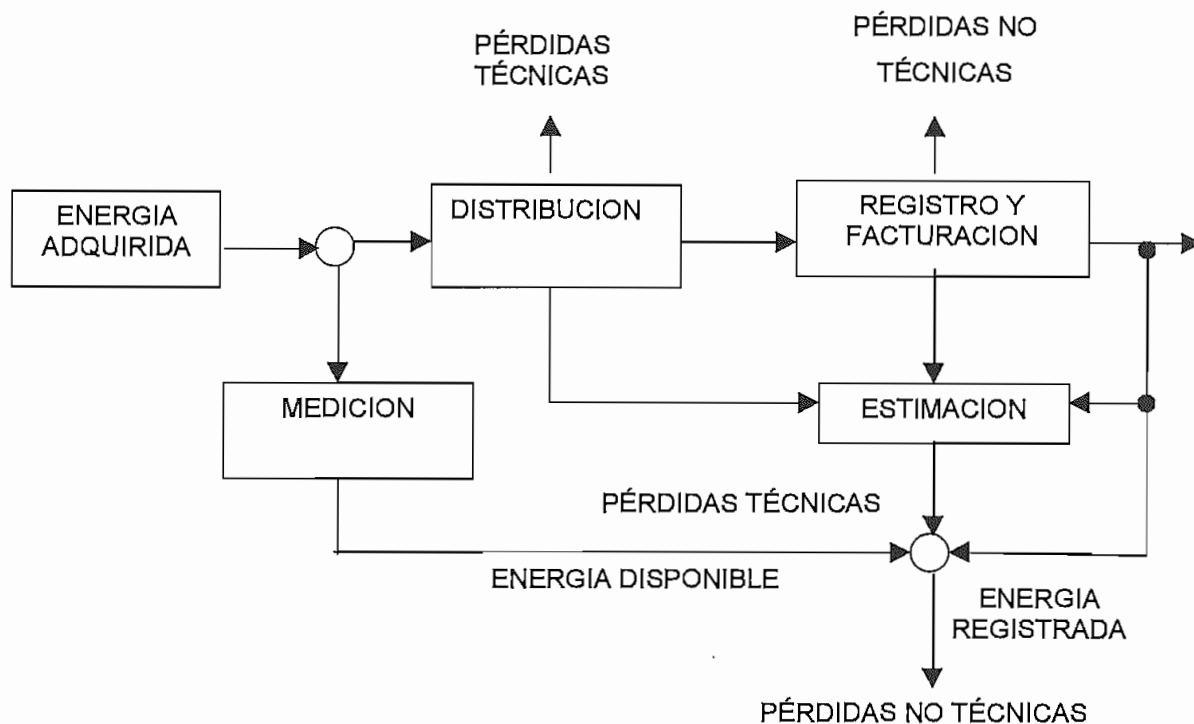 PÉRDIDAS
TÉCNICAS
PÉRDIDAS NO
TÉCNICAS
ENERGIA
ADQUIRIDA
DISTRIBUCION
REGISTRO Y
FACTURACION
MEDICION
ESTIMACION
PÉRDIDAS TÉCNICAS
ENERGIA DISPONIBLE
ENERGIA
REGISTRADA
PÉRDIDAS NO TÉCNICAS